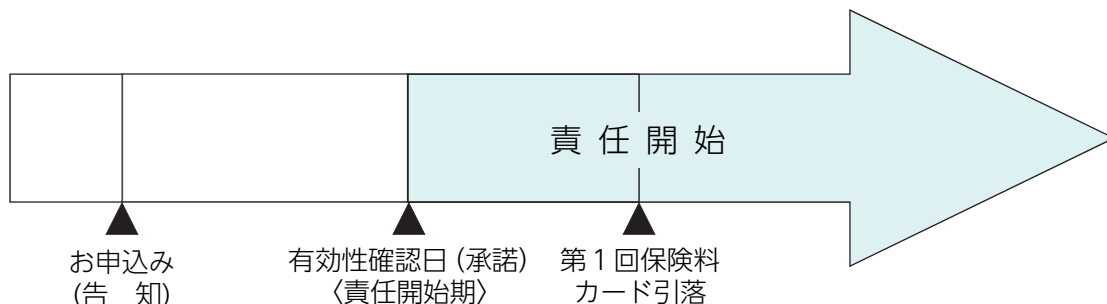 責任開始
お申込み
(告　知)
有効性確認日(承諾)
〈責任開始期〉
第1回保険料
カード引落